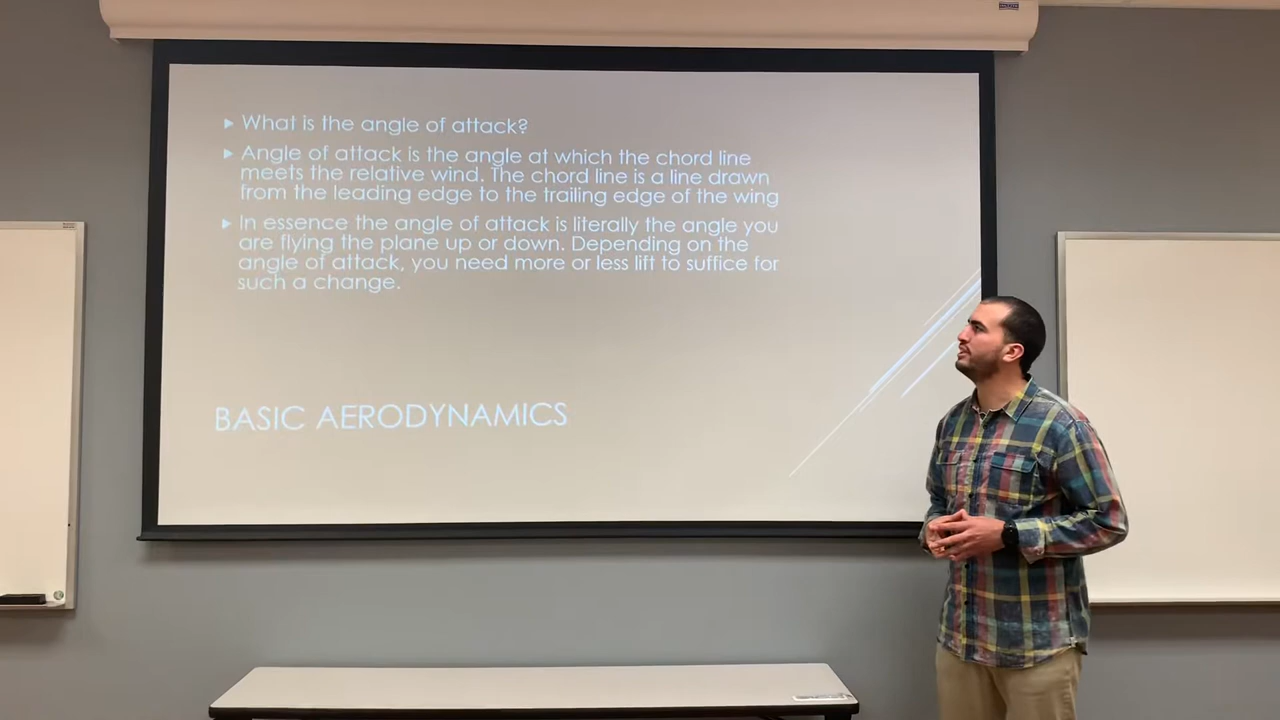 What is the angle of attack?
Angle of attack is the angle at which the chord line
meets the relative wind. The chord line is a line drawn
from the leading edge to the trailing edge of the wing
In essence the angle of attack is literally the angle you
are flying the plane up or down. Depending on the
angle of attack, you need more or less lift to suffice for
such a change.
BASIC AERODYNAMICS